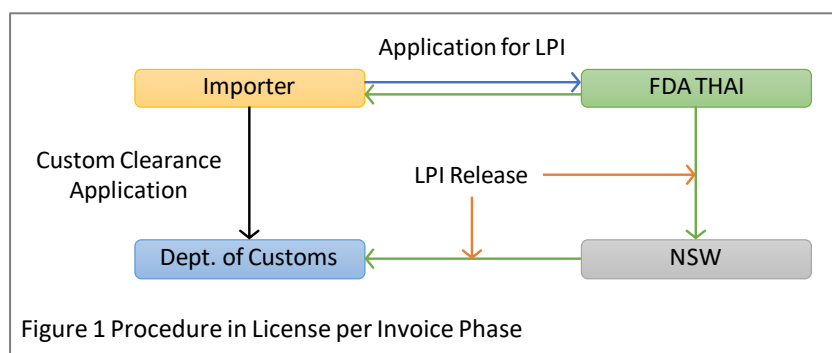 Application for LPI
Importer
FDA THAI
Custom Clearance
Application
LPI Release
Dept. of Customs
NSW
Figure 1 Procedure in License per Invoice Phase